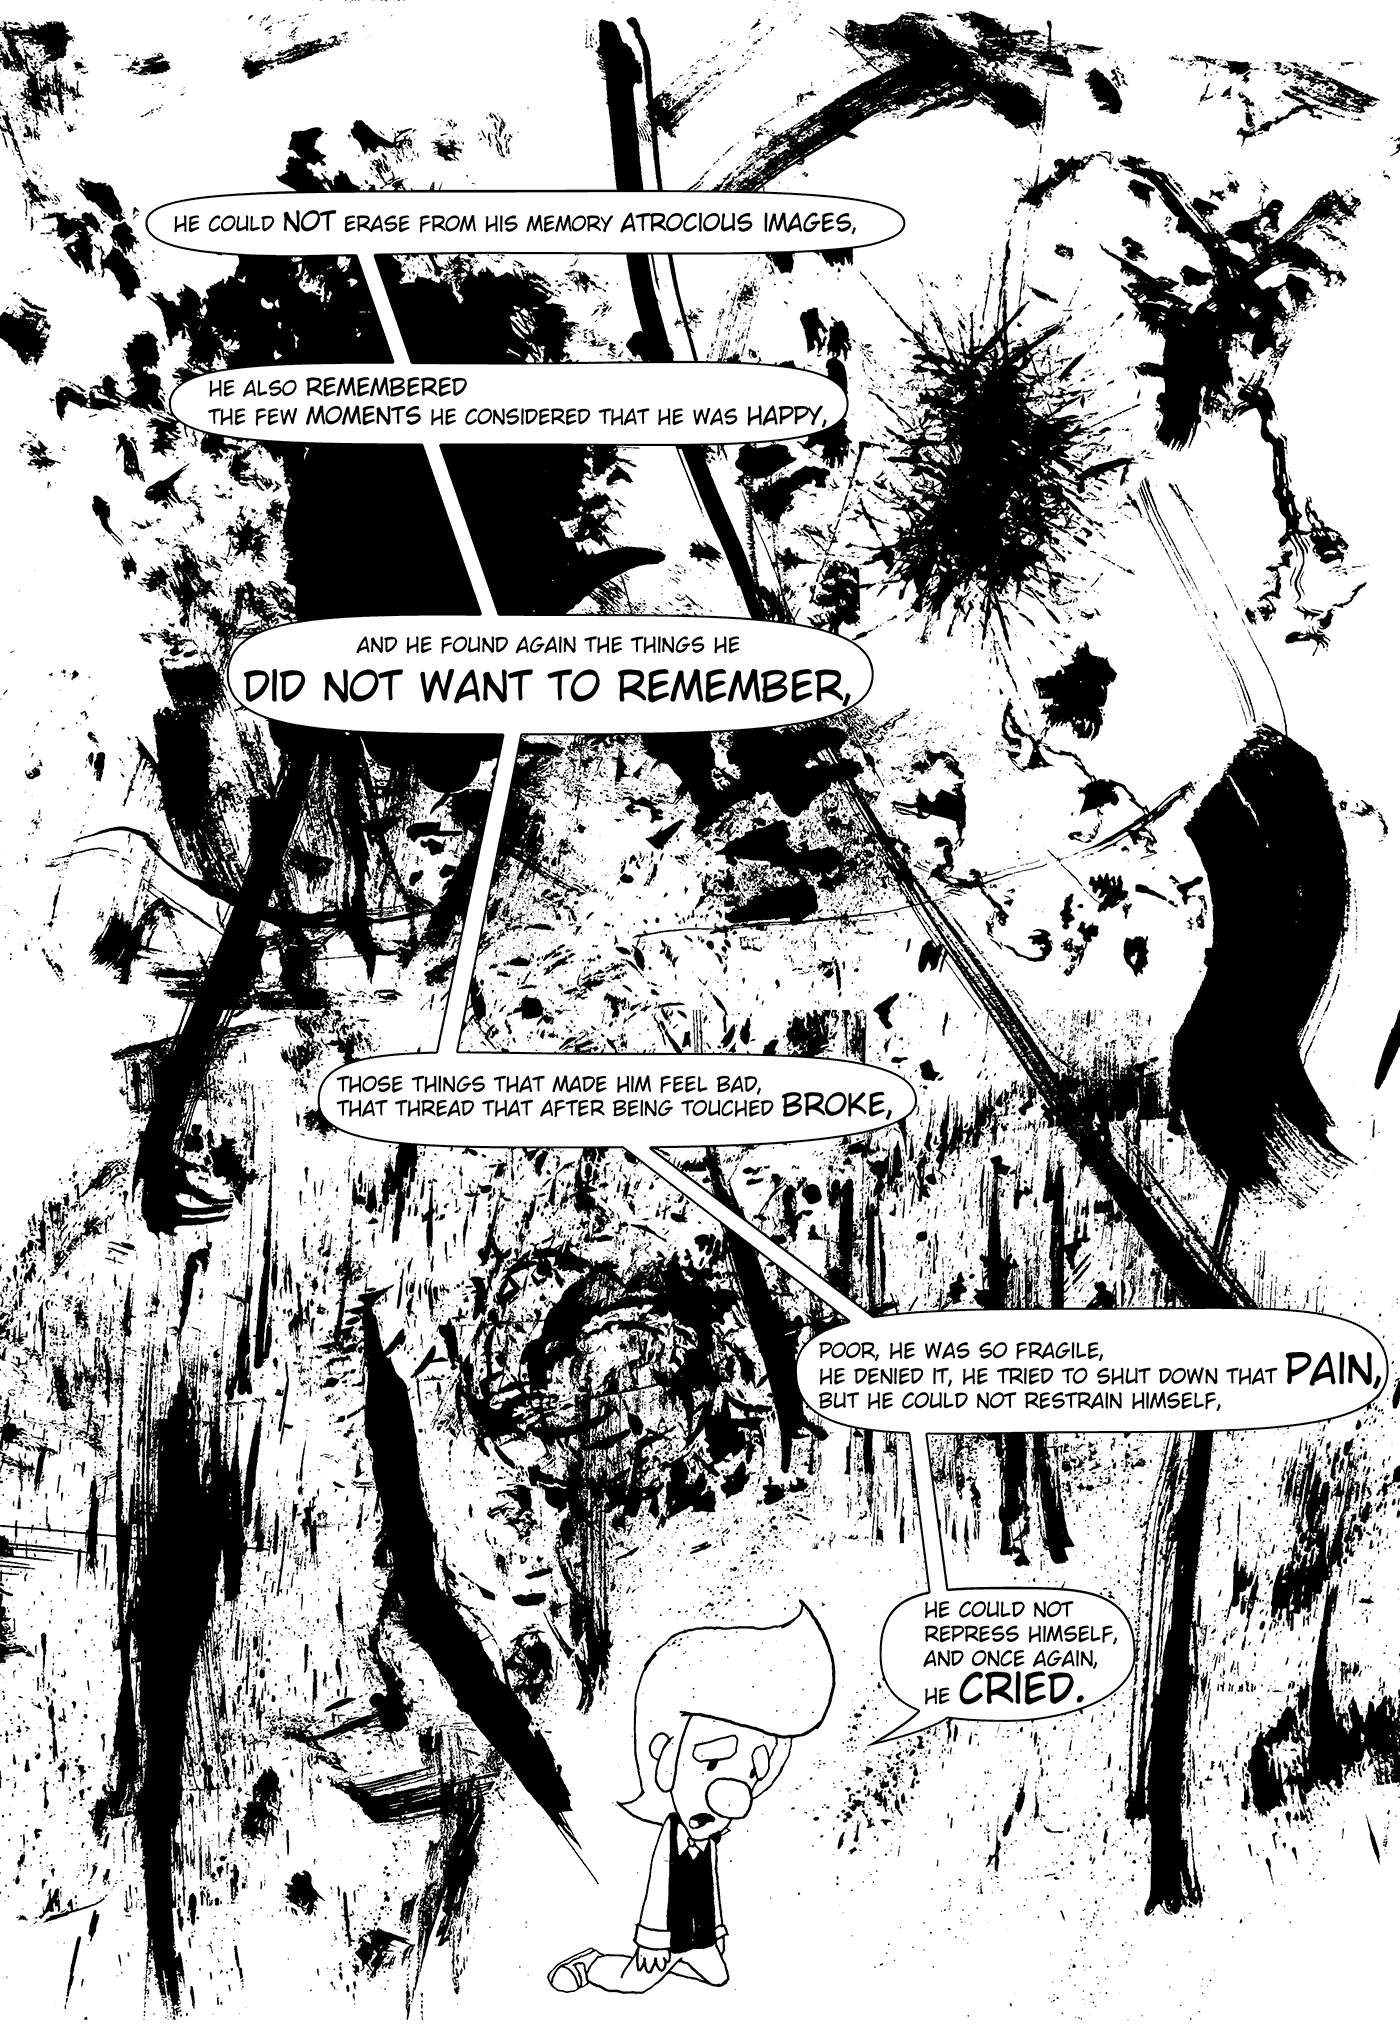 HE COULD NOT ERASE FROM HIS MEMORY ATROCIOUS IMAGES,
HE ALSO REMEMBERED
THE FEW MOMENTS HE CONSIDERED THAT HE WAS HAPPY,
AND HE FOUND AGAIN THE THINGS HE
DID NOT WANT TO REMEMBER,
THOSE THINGS THAT MADE HIM FEEL BAD,
THAT THREAD THAT AFTER BEING TOUCHED BROKE,
POOR, HE WAS SO FRAGILE,
HE DENIED IT, HE TRIED TO SHUT DOWN THAT PAIN,
BUT HE COULD NOT RESTRAIN HIMSELF,
HE COULD NOT
REPRESS HIMSELF,
AND ONCE AGAIN,
HE CRIED.